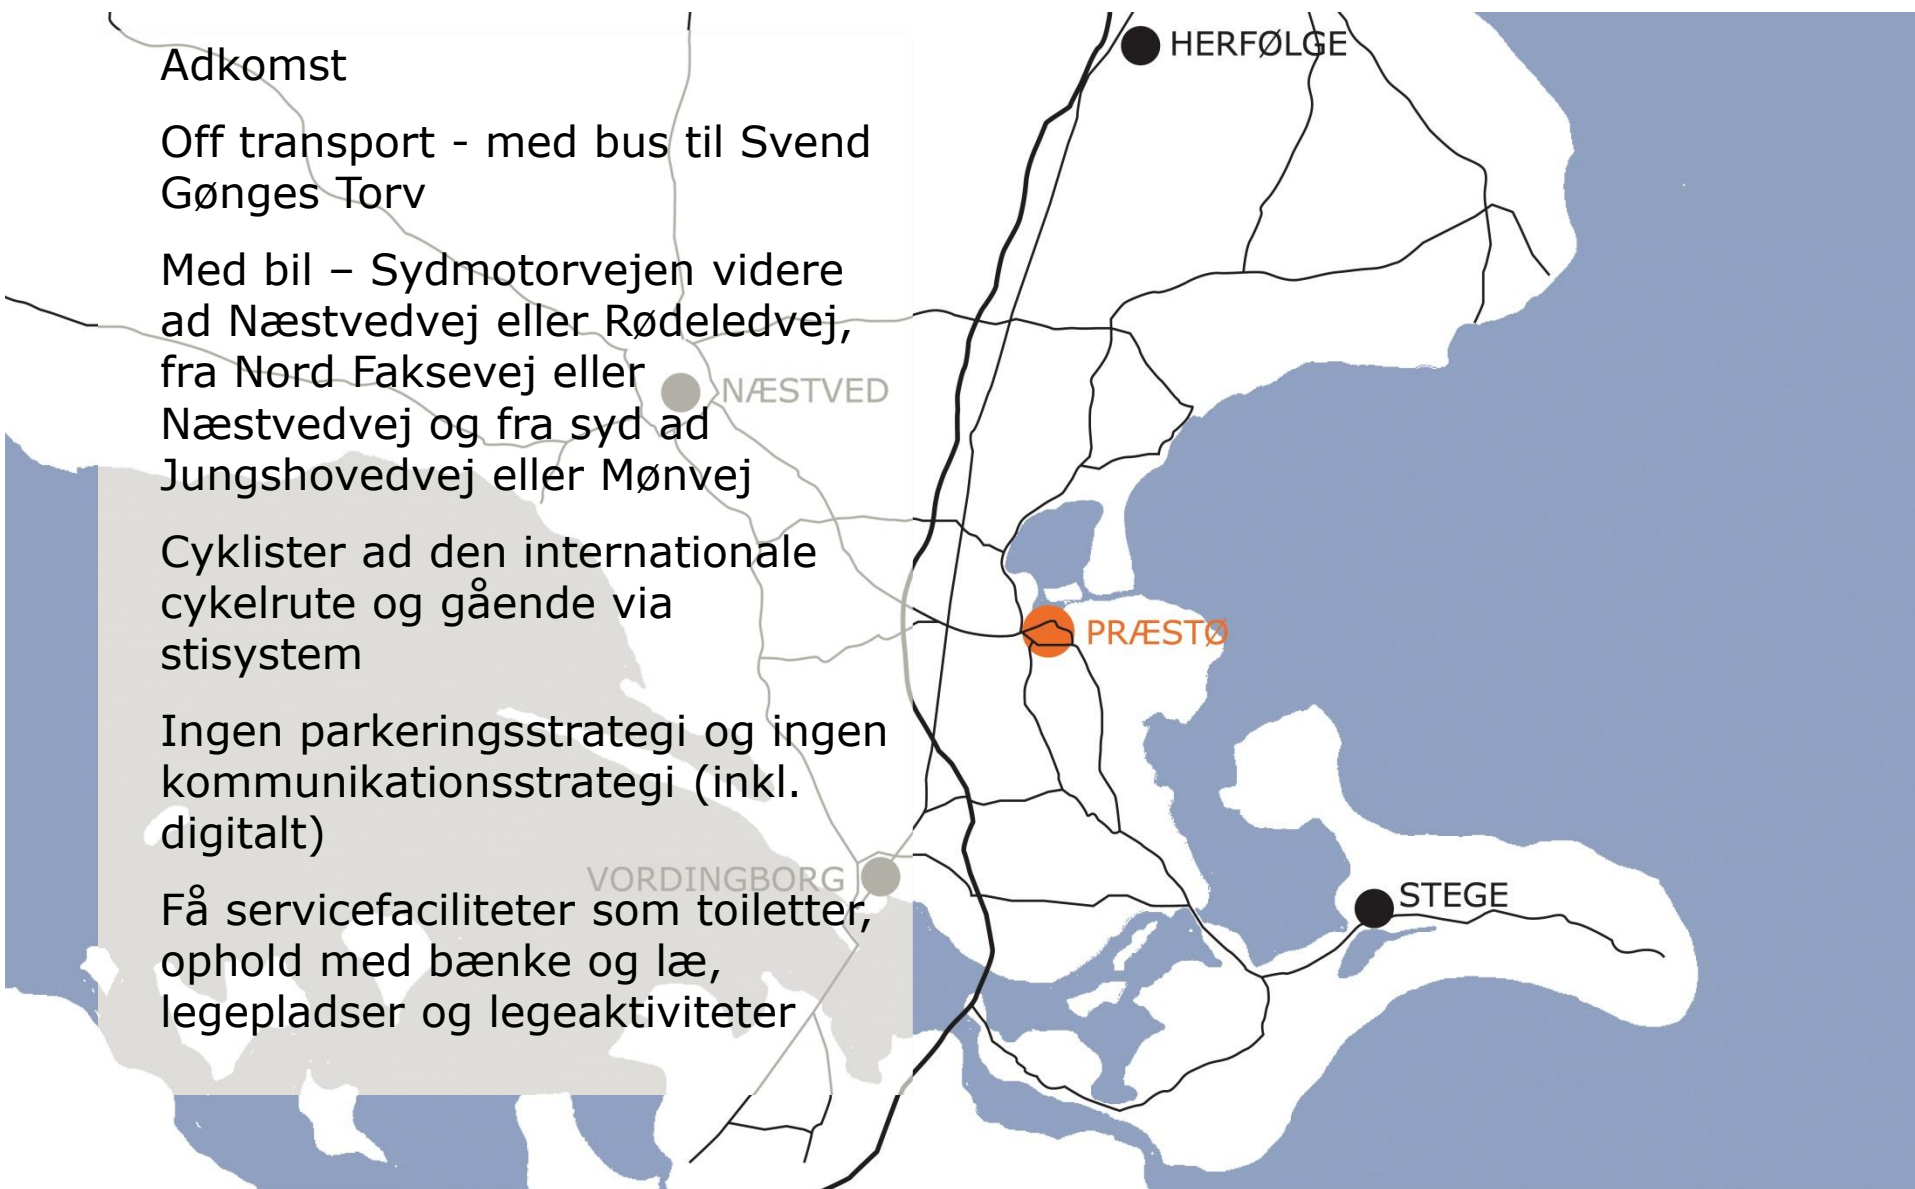 Adkomst
Off transport - med bus til Svend
Gønges Torv
Med bil – Sydmotorvejen videre
ad Næstvedvej eller Rødeledvej,
fra Nord Faksevej eller
Næstvedvej og fra syd ad
Jungshovedvej eller Mønvej
Cyklister ad den internationale
cykelrute og gående via
stisystem
Ingen parkeringsstrategi og ingen
kommunikationsstrategi (inkl.
digitalt)
Få servicefaciliteter som toiletter,
ophold med bænke og læ,
legepladser og legeaktiviteter
HERFØLGE
NÆSTVED
PRÆSTØ
VORDINGBORG
STEGE